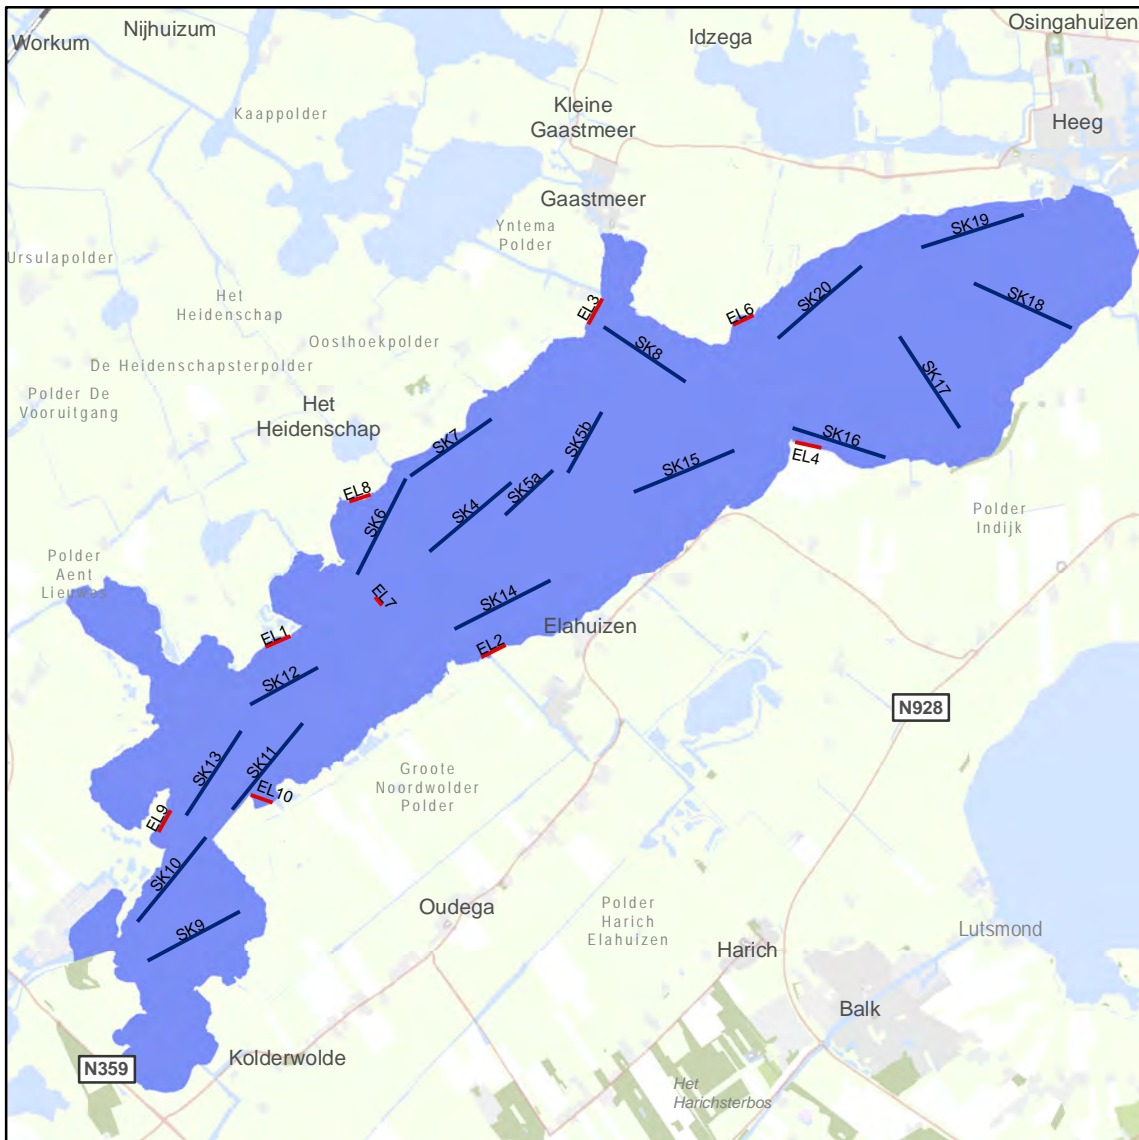 Nijhuizum
Osingahuizen
Workum
Idzega
Kaappolder
Kleine
Gaastmeer
Heeg
Gaastmeer
Yntema
Polder
SK19
Ursulapolder
Het
Heidenschap
EL3
EL6
SK20
SK18
Oosthoekpolder
SK8
De Heidenschapsterpolder
SK17
Polder De
Vooruitgang
Het
Heidenschap
SK7
SK5b
SK16
EL4
SK15
EL8
SK6
SK4
SK5a
Polder
Indijk
Polder
Aent
Lieuwes
EL7
SK14
EL1
EL2
Elahuizen
SK12
N928
SK13
SK11
EL10
Groote
Noordwolder
Polder
EL9
SK10
SK9
Oudega
Polder
Harich
Elahuizen
Lutsmond
Harich
Balk
Kolderwolde
N359
Het
Harichsterbos